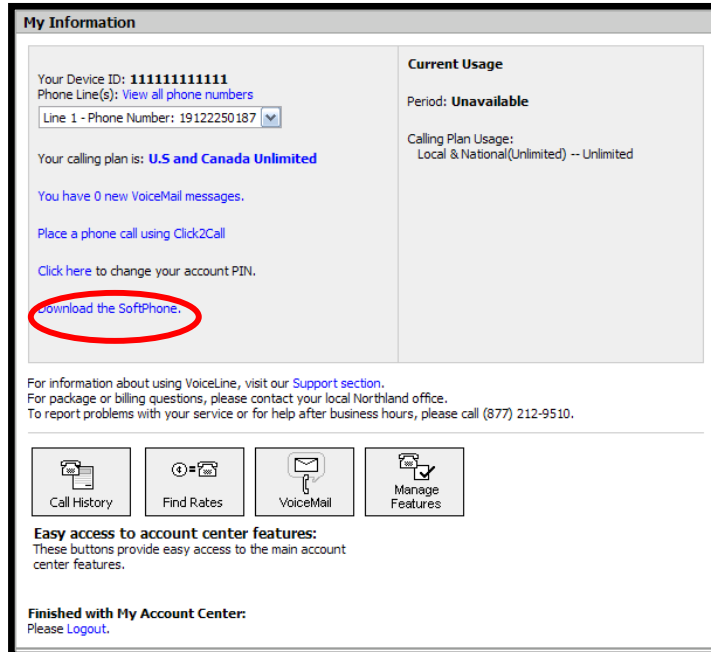 My Information
Your Device ID: 111111111111
Phone Line(s): View all phone numbers
Line 1 - Phone Number: 19122250187
Your calling plan is: U.S and Canada Unlimited
You have 0 new VoiceMail messages.
Place a phone call using Click2Call
Click here to change your account PIN.
Download the SoftPhone.
Current Usage
Period: Unavailable
Calling Plan Usage:
Local & National(Unlimited) -- Unlimited
For information about using VoiceLine, visit our Support section.
For package or billing questions, please contact your local Northland office.
To report problems with your service or for help after business hours, please call (877) 212-9510.
Call History
Find Rates
VoiceMail
Manage
Features
Easy access to account center features:
These buttons provide easy access to the main account
center features.
Finished with My Account Center:
Please Logout.